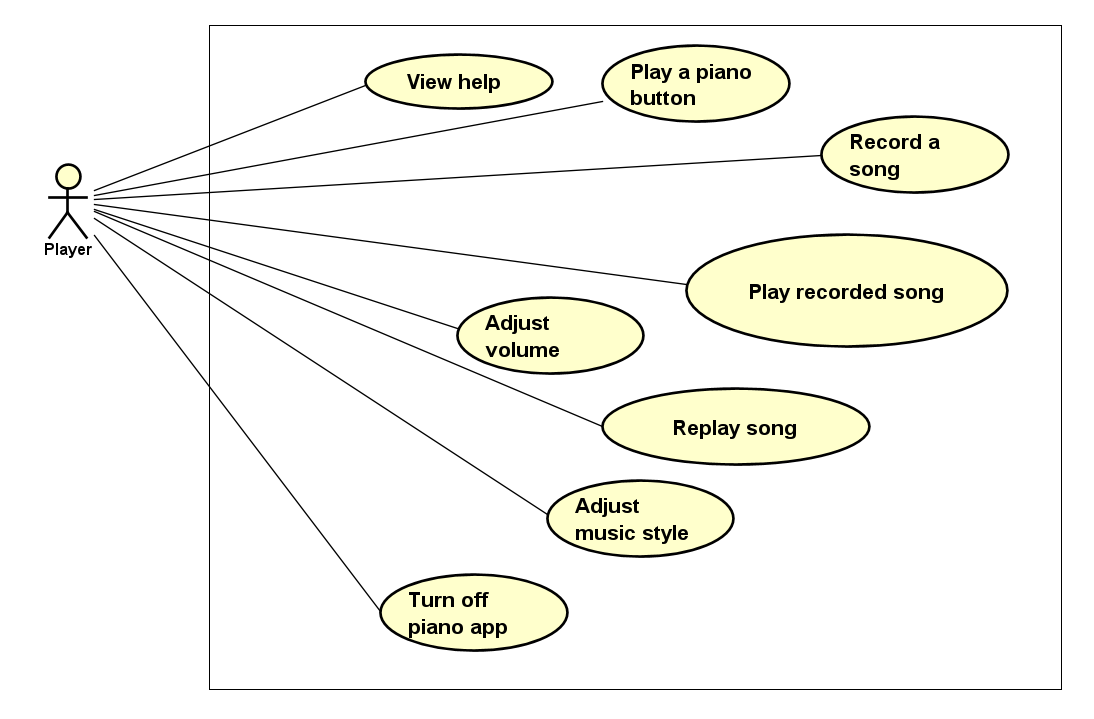 View help
Play a piano
button
Record a
song
Player
Play recorded song
Adjust
volume
Replay song
Adjust
music style
Turn off
piano app